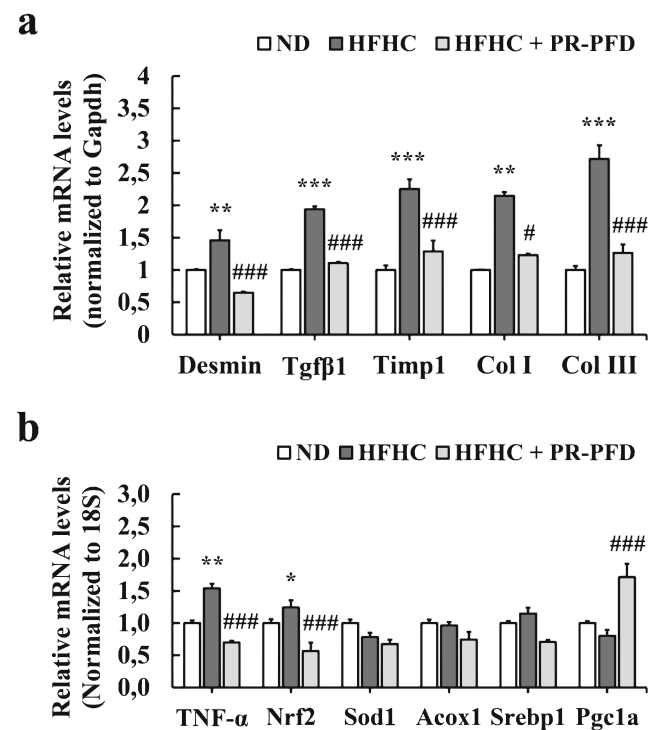 a
ND HFHC HFHC + PR-PFD
Relative mRNA levels
(normalized to Gapdh)
4
3,5
3
2,5
2
1,5
1
0,5
0
** ### *** ### *** ### ** # *** ###
Desmin Tgfβ1 Timp1 Col I Col III
b
ND HFHC HFHC + PR-PFD
Relative mRNA levels
(Normalized to 18S)
3,0
2,5
2,0
1,5
1,0
0,5
0,0
** ### * ### ###
TNF-α Nrf2 Sod1 Acox1 Srebp1 Pgc1a